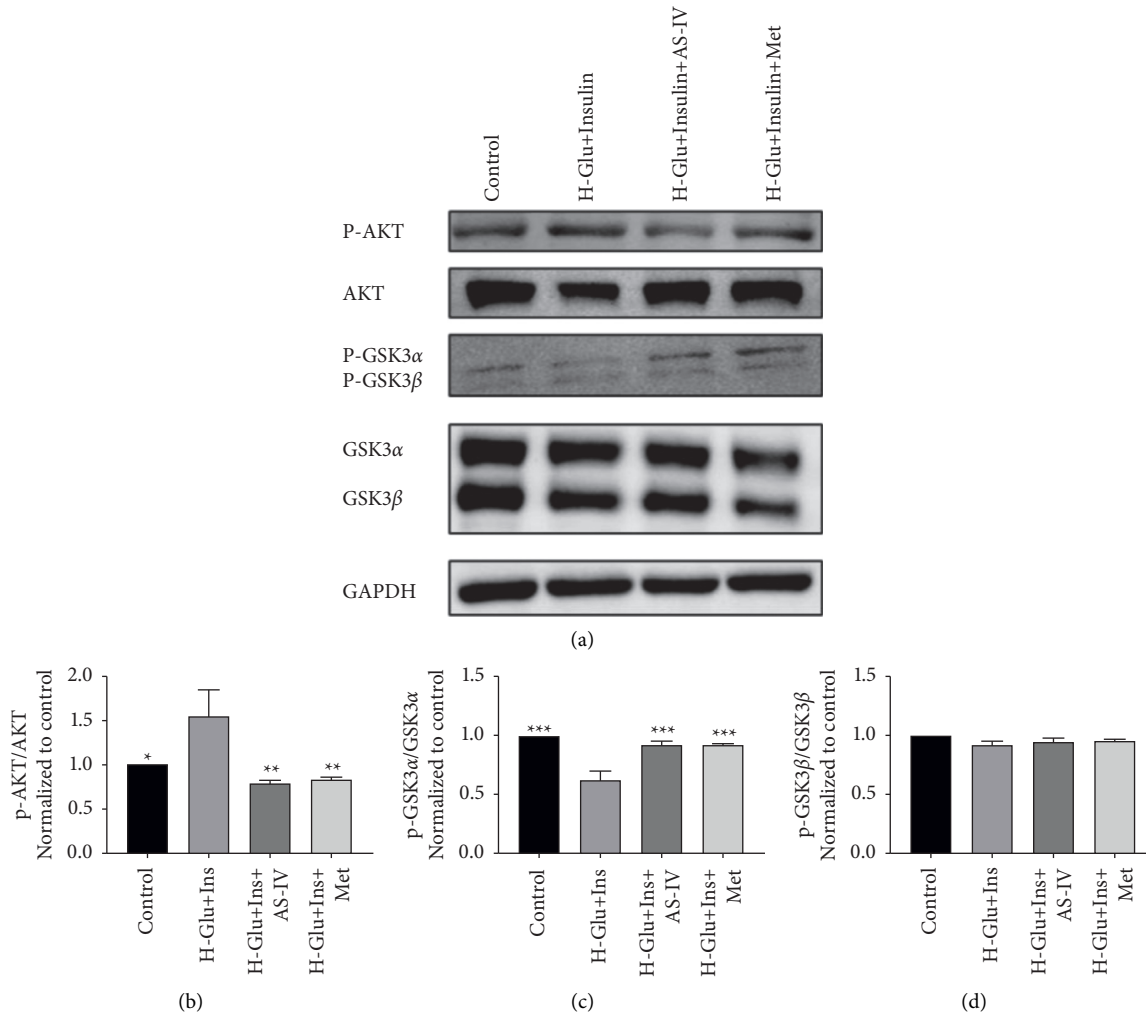 Control
H-Glu+Insulin
H-Glu+Insulin+AS-IV
H-Glu+Insulin+Met
P-AKT
AKT
P-GSK3α
P-GSK3β
GSK3α
GSK3β
GAPDH
(a)
p-AKT/AKT
Normalized to control
2.0
1.5
1.0
0.5
0.0
*
**
**
Control
H-Glu+Ins
H-Glu+Ins+
AS-IV
H-Glu+Ins+
Met
(b)
p-GSK3α/GSK3α
Normalized to control
1.5
1.0
0.5
0.0
***
***
***
Control
H-Glu+Ins
H-Glu+Ins+
AS-IV
H-Glu+Ins+
Met
(c)
p-GSK3β/GSK3β
Normalized to control
1.5
1.0
0.5
0.0
Control
H-Glu+Ins
H-Glu+Ins+
AS-IV
H-Glu+Ins+
Met
(d)